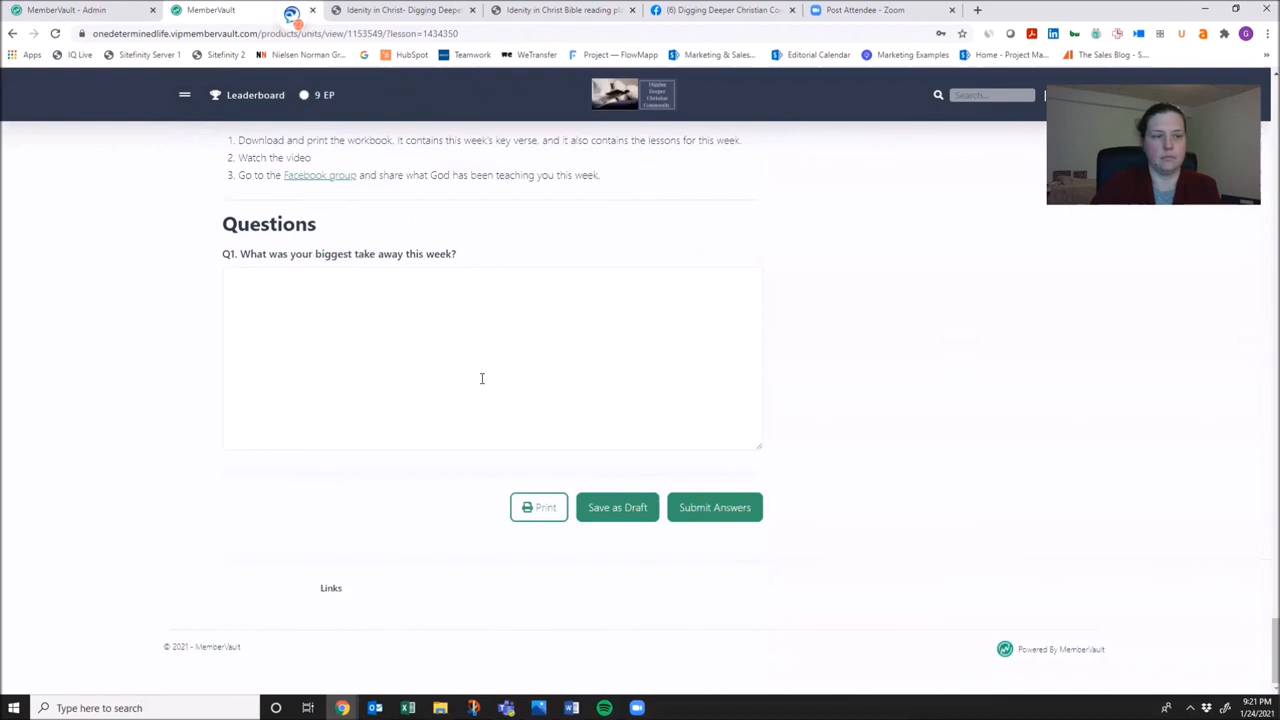 MemberVault - Admin
MemberVault
Idenity in Christ- Digging Deepe
Idenity in Christ Bible reading pl
(6) Digging Deeper Christian Co
Post Attendee - Zoom
onedeterminedlife.vipmembervault.com/products/units/view/1153549/?lesson=1434350
Apps
IQ Live
Sitefinity Server 1
Sitefinity 2
Nielsen Norman Gr...
HubSpot
Teamwork
WeTransfer
Project — FlowMapp
Marketing & Sales...
Editorial Calendar
Marketing Examples
Home - Project Ma...
The Sales Blog - Sal...
Leaderboard
9 EP
Digging
Deeper
Christian
Community
Search...
1. Download and print the workbook. It contains this week's key verse, and it also contains the lessons for this week.
2. Watch the video
3. Go to the Facebook group and share what God has been teaching you this week.
Questions
Q1. What was your biggest take away this week?
Print
Save as Draft
Submit Answers
Links
© 2021 - MemberVault
Powered By MemberVault
Type here to search
9:21 PM
1/24/2021